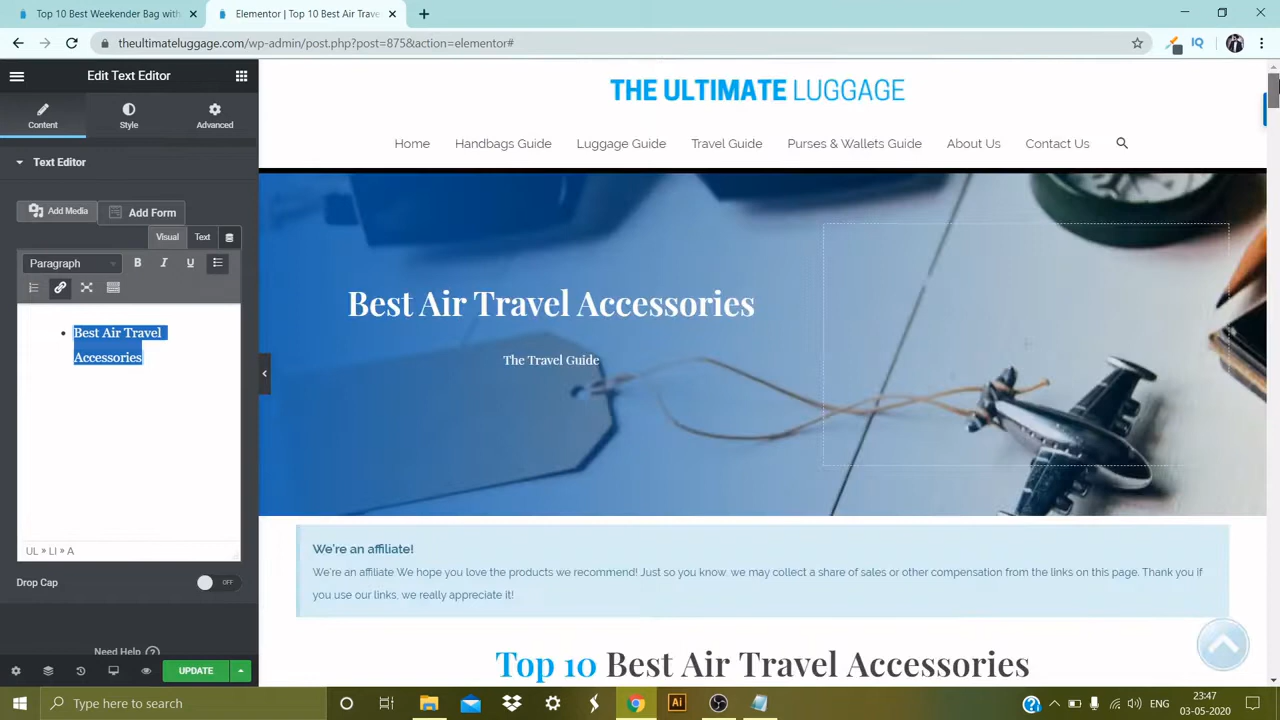 Top 10 Best Weekender Bag with
Elementor | Top 10 Best Air Trave
theultimateluggage.com/wp-admin/post.php?post=875&action=elementor#
Edit Text Editor
Content
Style
Advanced
Text Editor
Add Media
Add Form
Visual
Text
Paragraph
B
I
U
Best Air Travel
Accessories
UL » LI » A
Drop Cap
OFF
Need Help
UPDATE
THE ULTIMATE LUGGAGE
Home
Handbags Guide
Luggage Guide
Travel Guide
Purses & Wallets Guide
About Us
Contact Us
Best Air Travel Accessories
The Travel Guide
We're an affiliate!
We're an affiliate We hope you love the products we recommend! Just so you know, we may collect a share of sales or other compensation from the links on this page. Thank you if
you use our links, we really appreciate it!
Top 10 Best Air Travel Accessories
Type here to search
Ai
ENG
23:47
03-05-2020